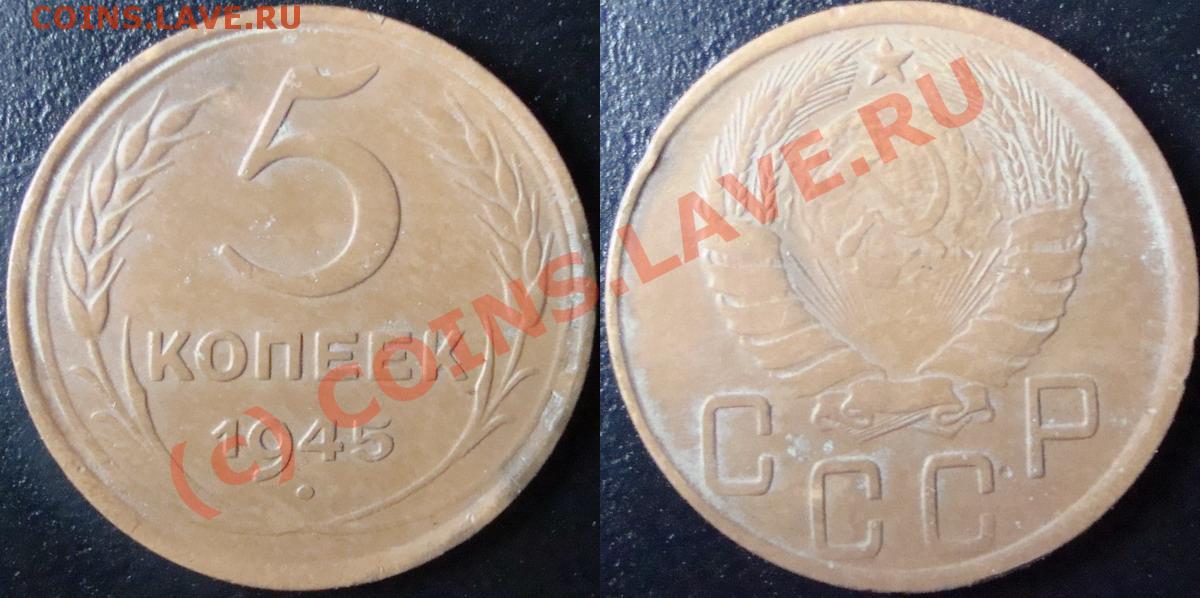 COINS.LAVE.RU
5
КОПЕЕК
1945
СССР
(c) COINS.LAVE.RU